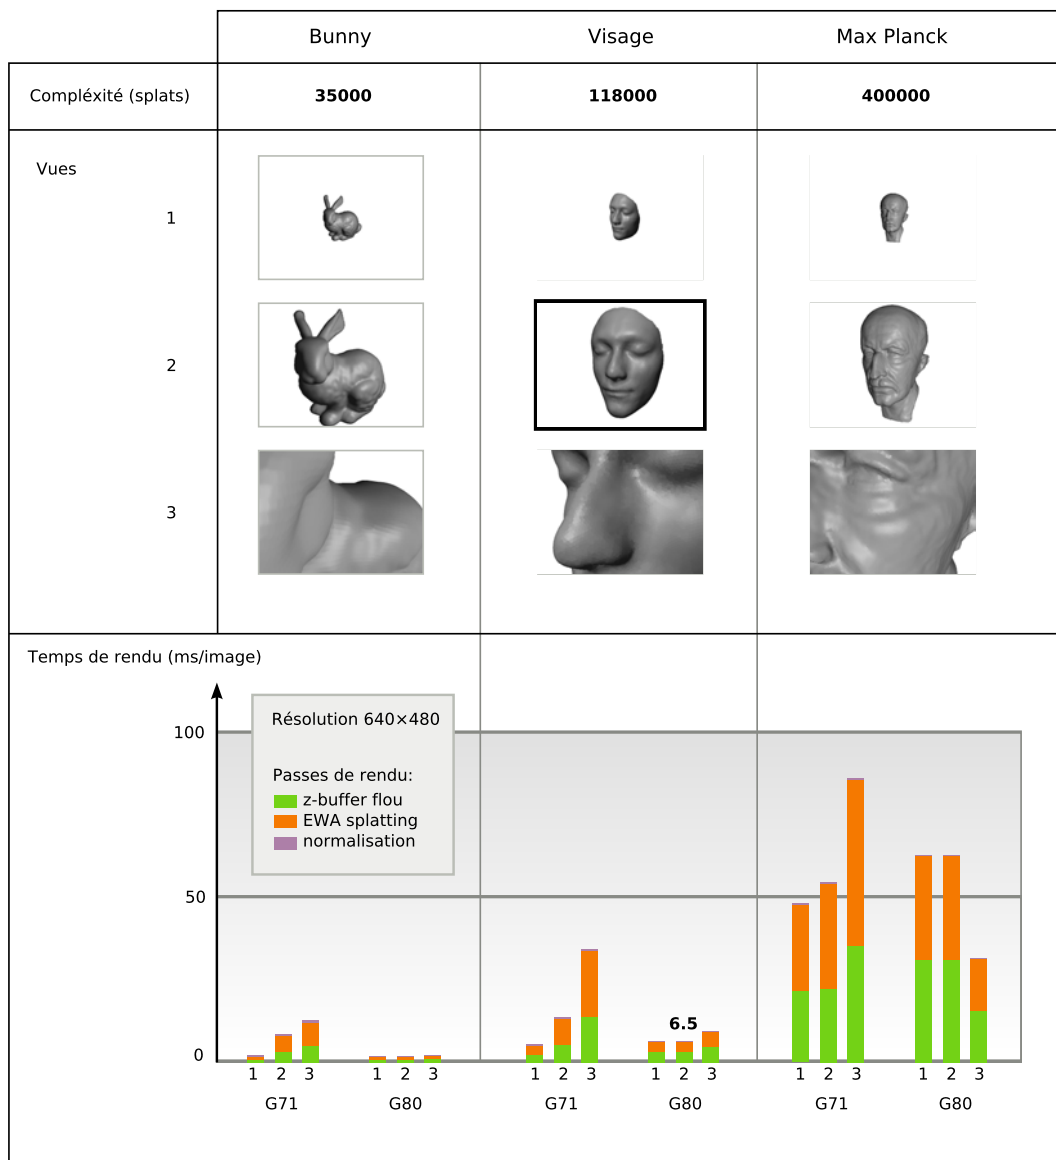 Bunny Visage Max Planck
Compléxité (splats) 35000 118000 400000
Vues
1
2
3
Temps de rendu (ms/image)
Résolution 640×480
100
Passes de rendu:
z-buffer flou
EWA splatting
normalisation
50
6.5
0
1 2 3 1 2 3 1 2 3 1 2 3 1 2 3 1 2 3
G71 G80 G71 G80 G71 G80